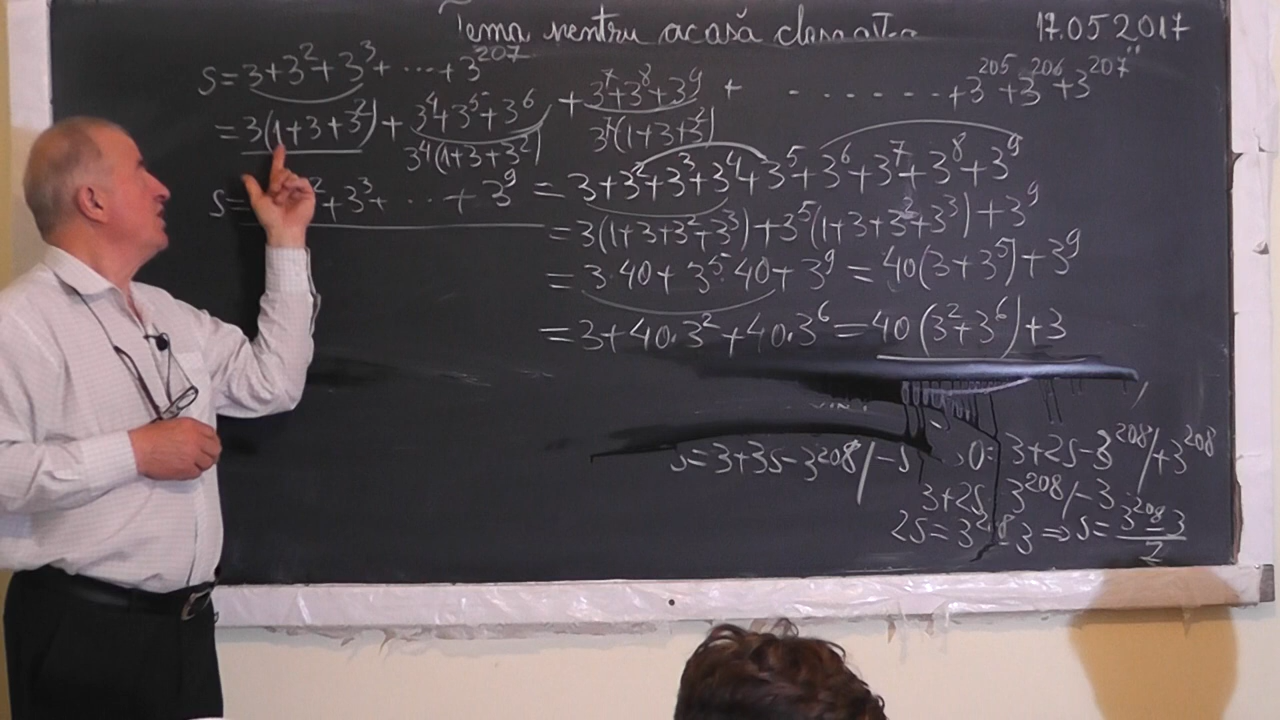 Tema pentru acasă clasa a V-a 17.05 2017
S=3+3²+3³+ ··· +3²⁰⁷
=3(1+3+3²)+3⁴+3⁵+3⁶ + 3⁷+3⁸+3⁹ + ······· +3²⁰⁵+3²⁰⁶+3²⁰⁷
3⁴(1+3+3²) 3⁷(1+3+3²)
S= ²+3³+ ··· + 3⁹ = 3+3²+3³+3⁴+3⁵+3⁶+3⁷+3⁸+3⁹
=3(1+3+3²+3³)+3⁵(1+3+3²+3³)+3⁹
=3·40+3⁵·40+3⁹=40(3+3⁵)+3⁹
=3+40·3²+40·3⁶=40(3²+3⁶)+3
S=3+3S-3²⁰⁸/-S 0= 3+2S-3²⁰⁸/+3²⁰⁸
3+2S 3²⁰⁸/-3
2S=3²⁰⁸-3⇒S=3²⁰⁸-3
2